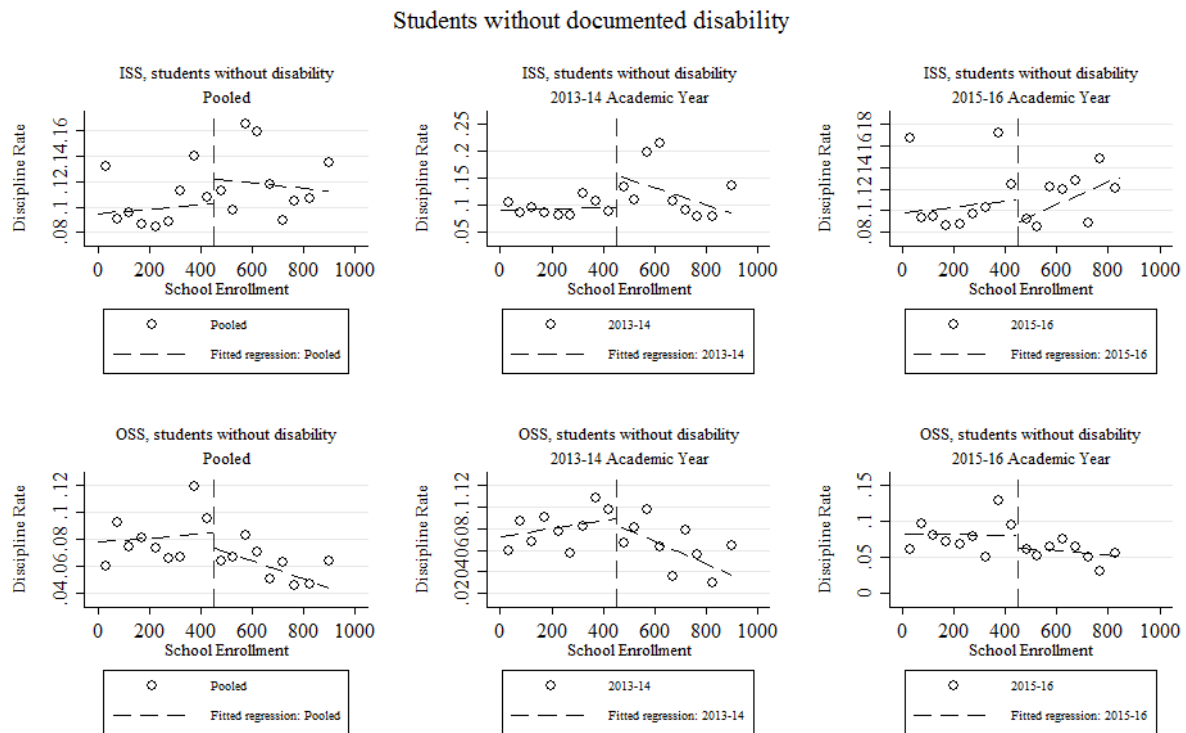 Students without documented disability
ISS, students without disability
Pooled
Discipline Rate
.08 .1 .12 .14 .16
0 200 400 600 800 1000
School Enrollment
Pooled
Fitted regression: Pooled
ISS, students without disability
2013-14 Academic Year
Discipline Rate
.05 .1 .15 .2 .25
0 200 400 600 800 1000
School Enrollment
2013-14
Fitted regression: 2013-14
ISS, students without disability
2015-16 Academic Year
Discipline Rate
.08 .1 .12 .14 .16 .18
0 200 400 600 800 1000
School Enrollment
2015-16
Fitted regression: 2015-16
OSS, students without disability
Pooled
Discipline Rate
.04 .06 .08 .1 .12
0 200 400 600 800 1000
School Enrollment
Pooled
Fitted regression: Pooled
OSS, students without disability
2013-14 Academic Year
Discipline Rate
.02 .04 .06 .08 .1 .12
0 200 400 600 800 1000
School Enrollment
2013-14
Fitted regression: 2013-14
OSS, students without disability
2015-16 Academic Year
Discipline Rate
0 .05 .1 .15
0 200 400 600 800 1000
School Enrollment
2015-16
Fitted regression: 2015-16